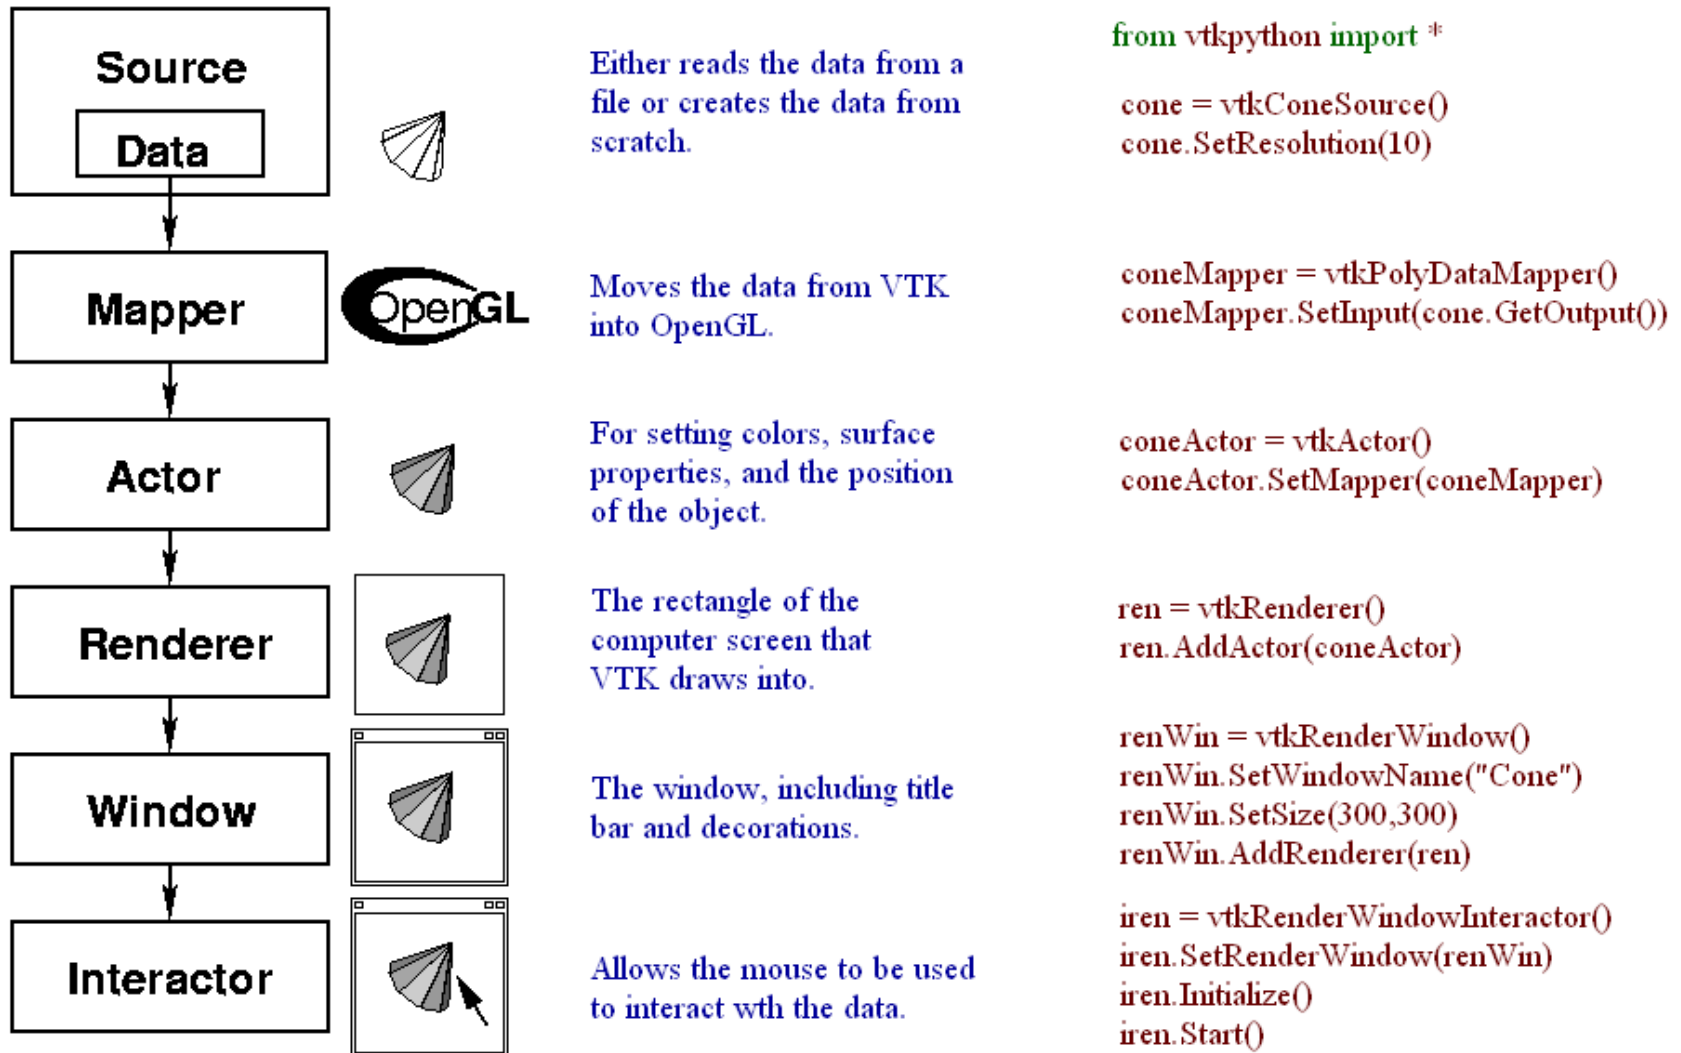 Source
Data
Either reads the data from a
file or creates the data from
scratch.
from vtkpython import *
cone = vtkConeSource()
cone.SetResolution(10)
Mapper
OpenGL
Moves the data from VTK
into OpenGL.
coneMapper = vtkPolyDataMapper()
coneMapper.SetInput(cone.GetOutput())
Actor
For setting colors, surface
properties, and the position
of the object.
coneActor = vtkActor()
coneActor.SetMapper(coneMapper)
Renderer
The rectangle of the
computer screen that
VTK draws into.
ren = vtkRenderer()
ren.AddActor(coneActor)
Window
The window, including title
bar and decorations.
renWin = vtkRenderWindow()
renWin.SetWindowName("Cone")
renWin.SetSize(300,300)
renWin.AddRenderer(ren)
Interactor
Allows the mouse to be used
to interact wth the data.
iren = vtkRenderWindowInteractor()
iren.SetRenderWindow(renWin)
iren.Initialize()
iren.Start()